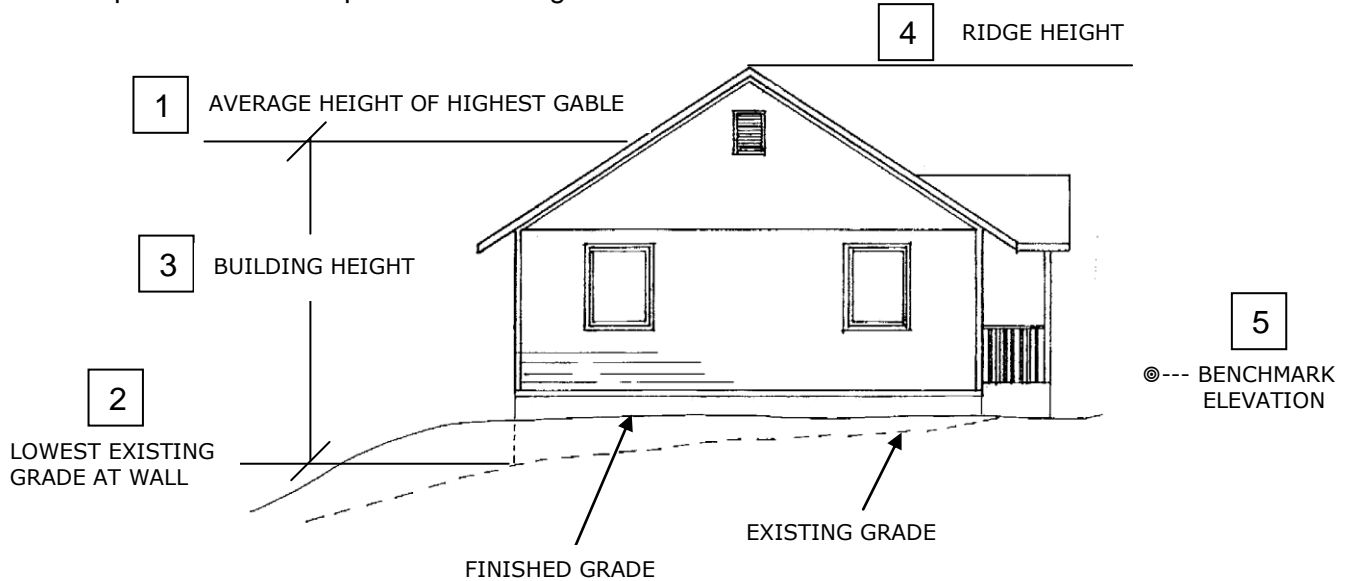 4
RIDGE HEIGHT
1
AVERAGE HEIGHT OF HIGHEST GABLE
3
BUILDING HEIGHT
5
BENCHMARK
ELEVATION
2
LOWEST EXISTING
GRADE AT WALL
EXISTING GRADE
FINISHED GRADE